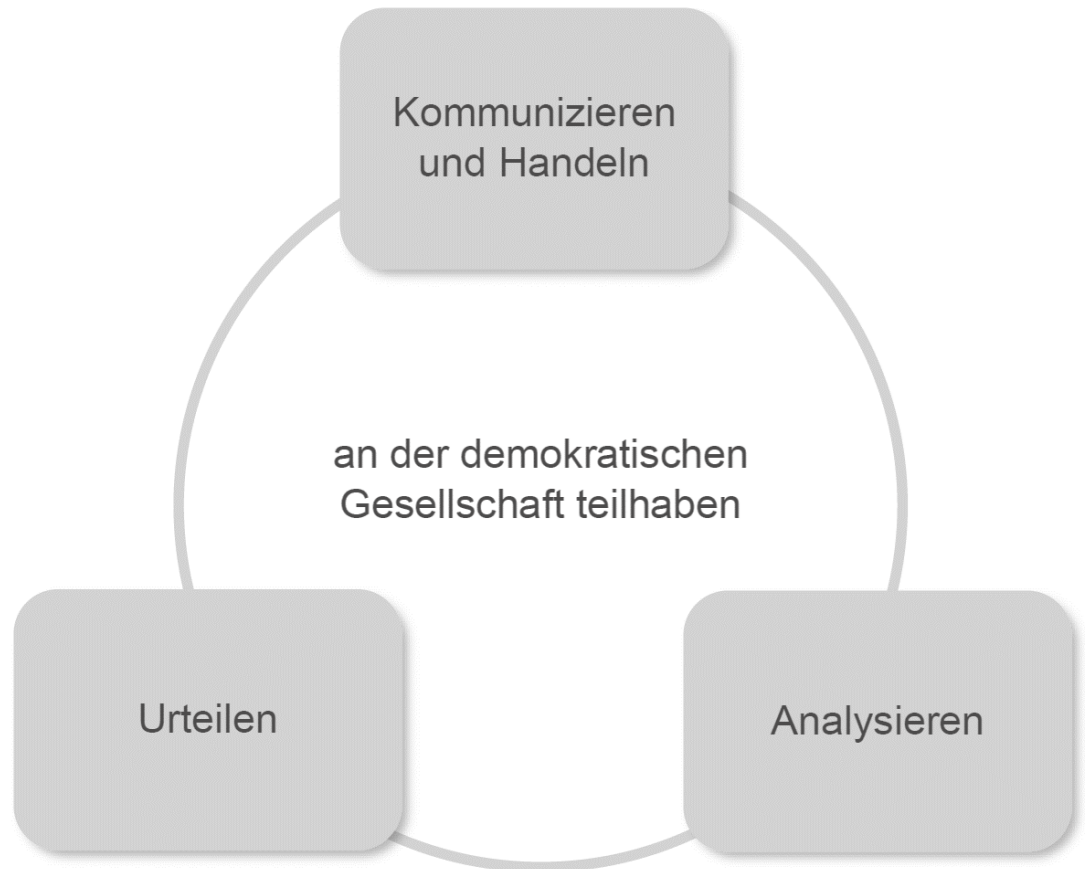 Kommunizieren
und Handeln
an der demokratischen
Gesellschaft teilhaben
Urteilen
Analysieren